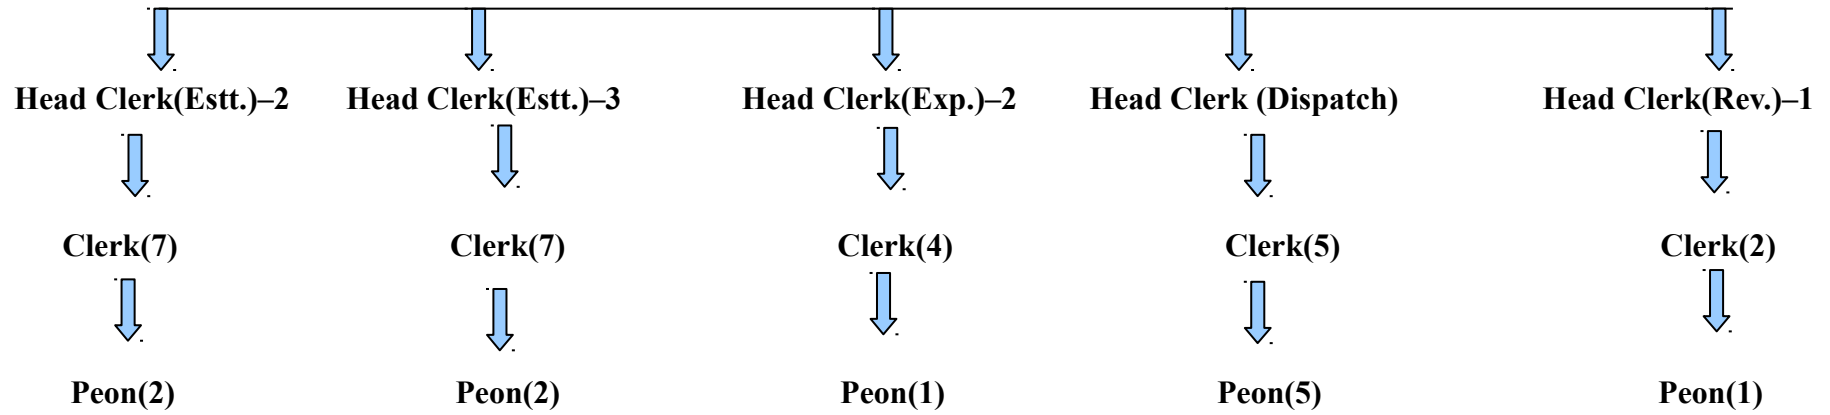 Head Clerk(Estt.)–2 Head Clerk(Estt.)–3 Head Clerk(Exp.)–2 Head Clerk (Dispatch) Head Clerk(Rev.)–1
Clerk(7) Clerk(7) Clerk(4) Clerk(5) Clerk(2)
Peon(2) Peon(2) Peon(1) Peon(5) Peon(1)